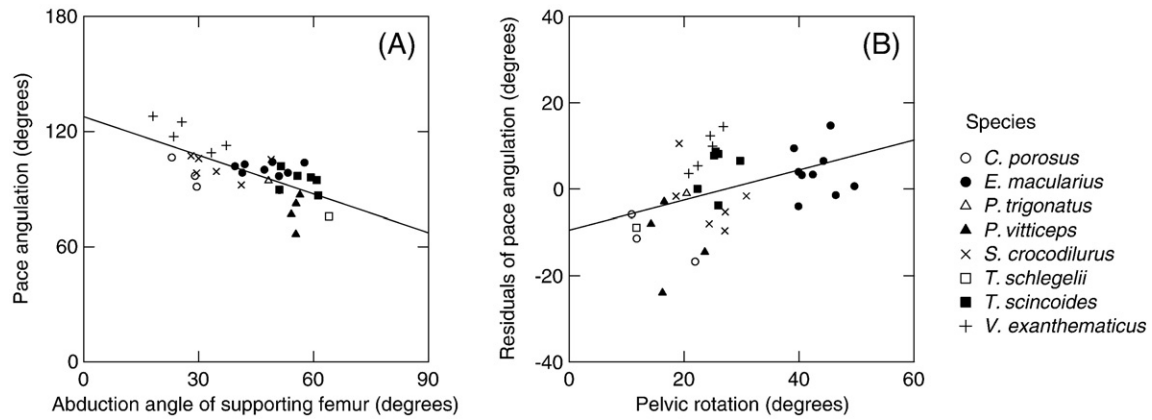 (A)
Pace angulation (degrees)
180
120
60
0
0 30 60 90
Abduction angle of supporting femur (degrees)
(B)
Residuals of pace angulation (degrees)
40
20
0
-20
-40
0 20 40 60
Pelvic rotation (degrees)
Species
C. porosus
E. macularius
P. trigonatus
P. vitticeps
S. crocodilurus
T. schlegelii
T. scincoides
V. exanthematicus